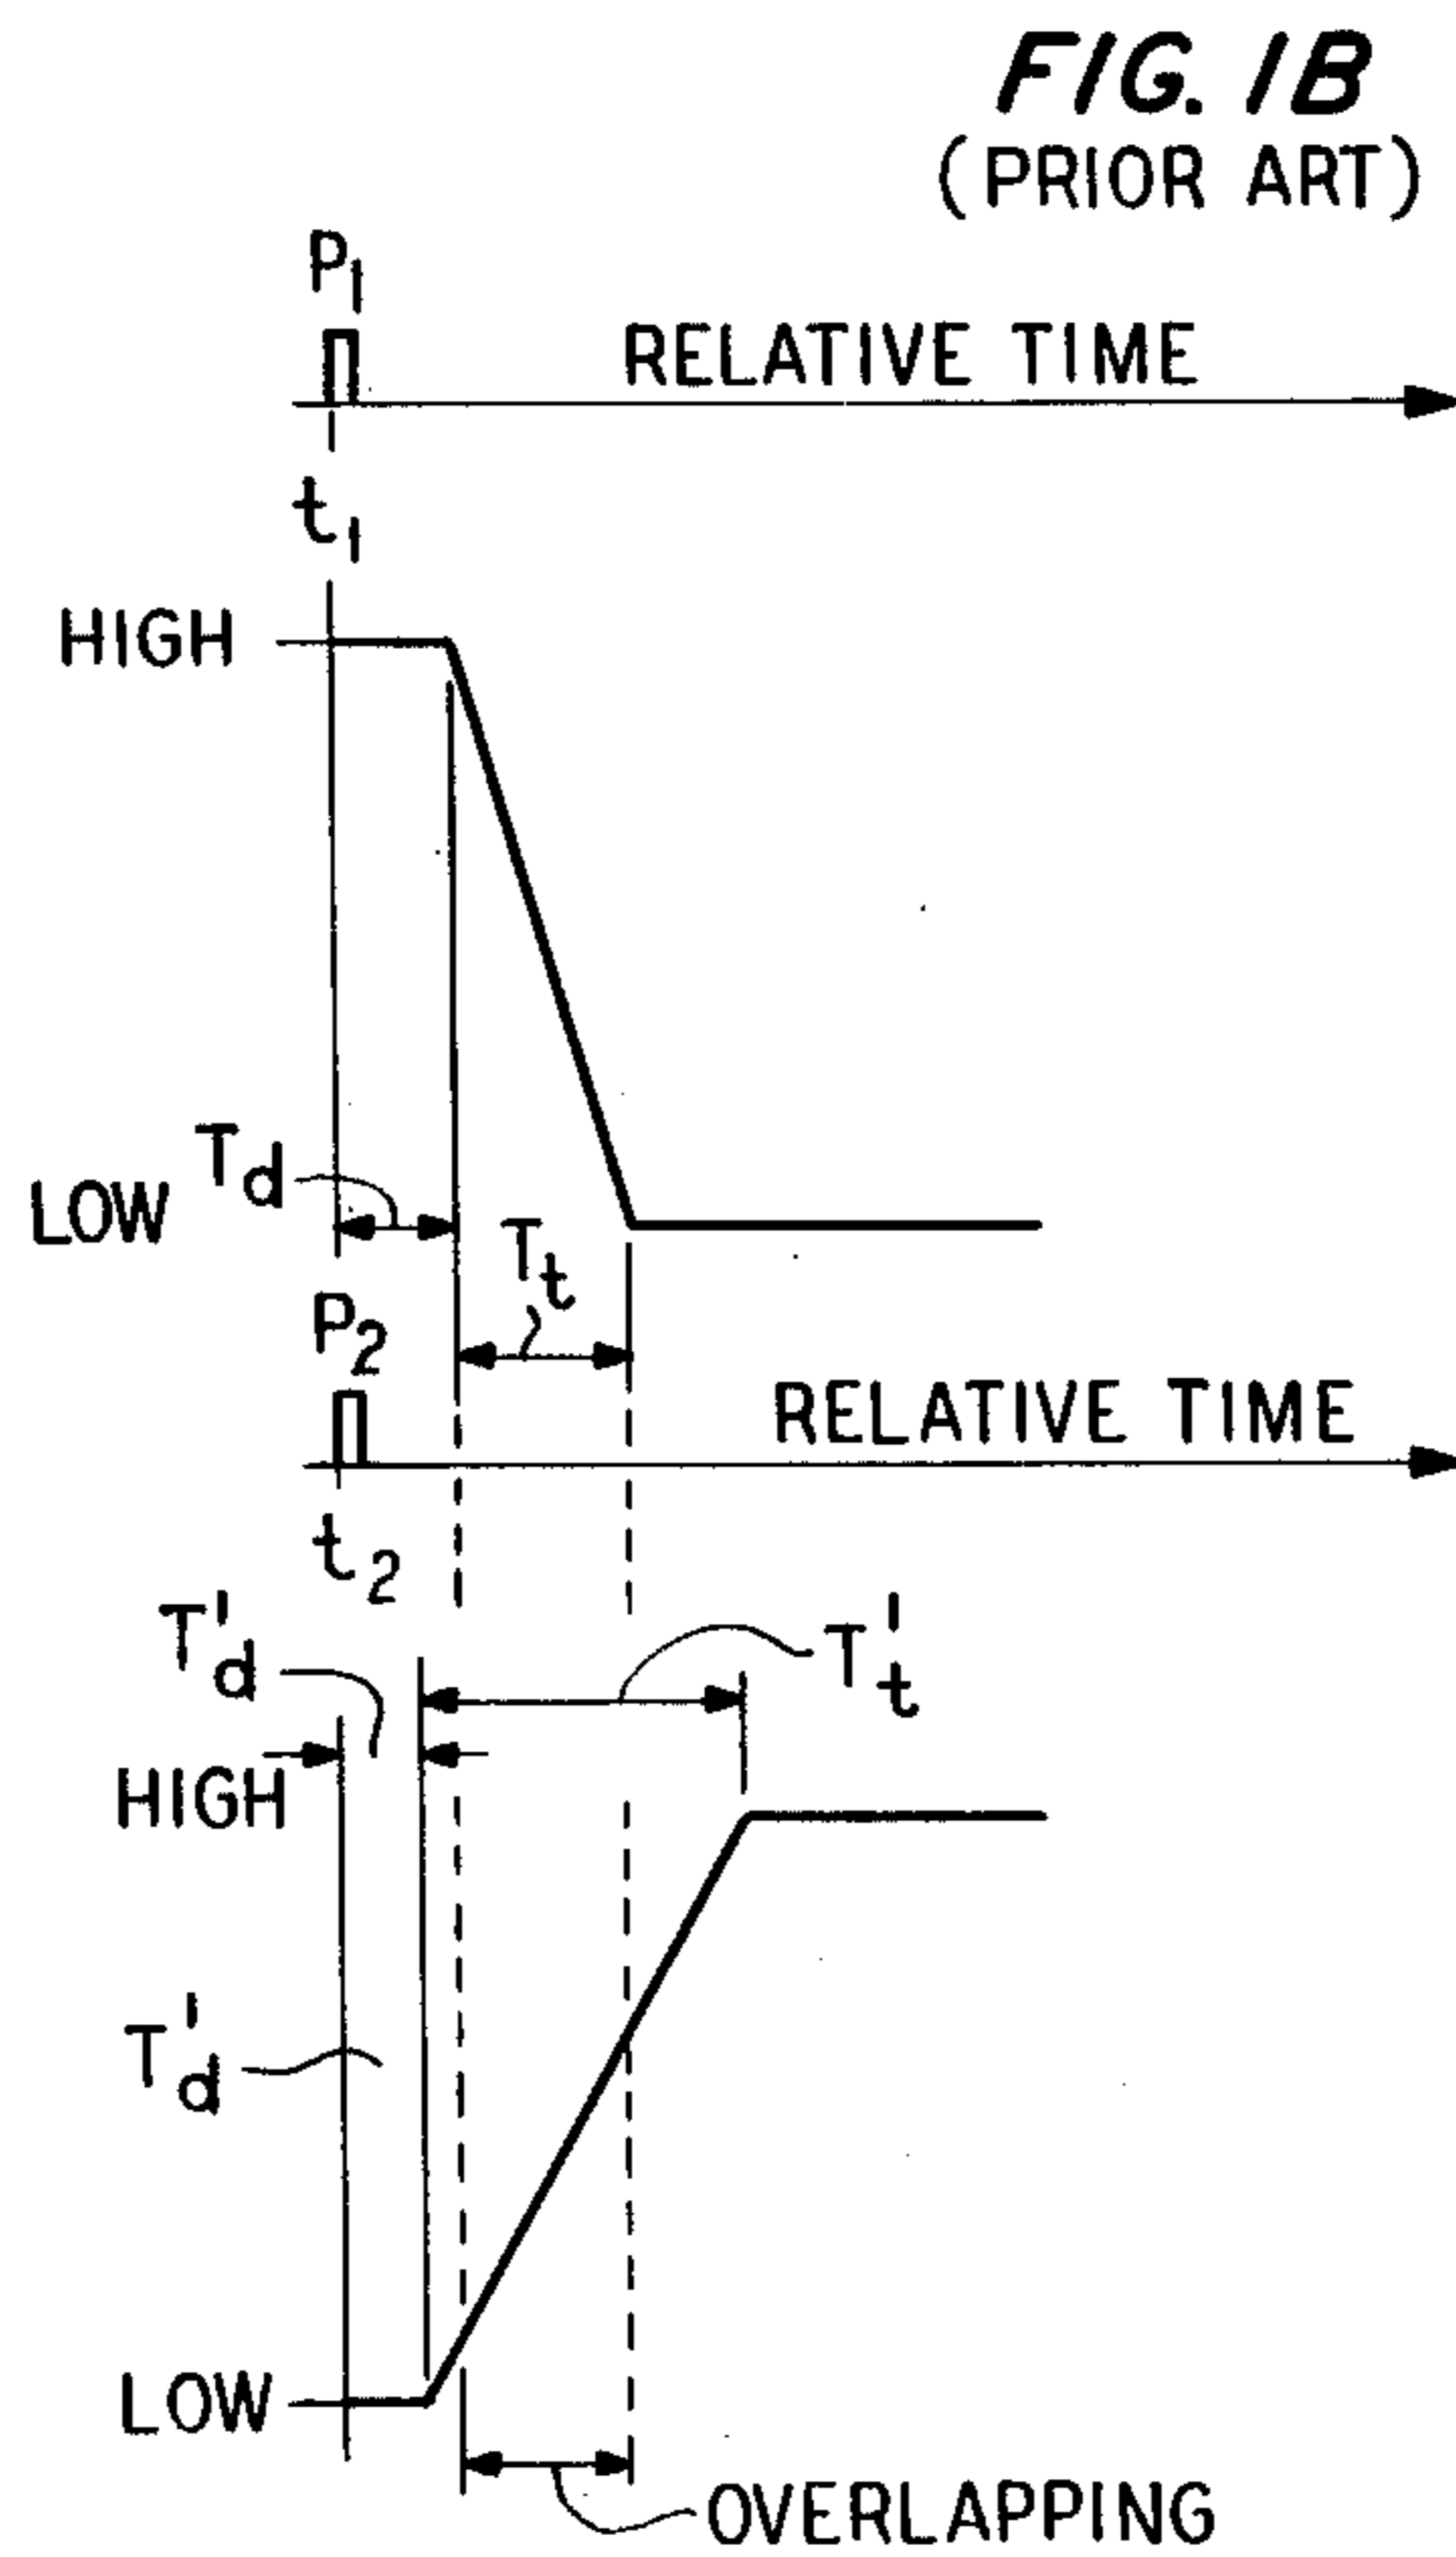 FIG. 1B
(PRIOR ART)
P1
RELATIVE TIME
t1
HIGH
Td
LOW
Tt
P2
RELATIVE TIME
t2
T'd
T't
HIGH
T'd
LOW
OVERLAPPING